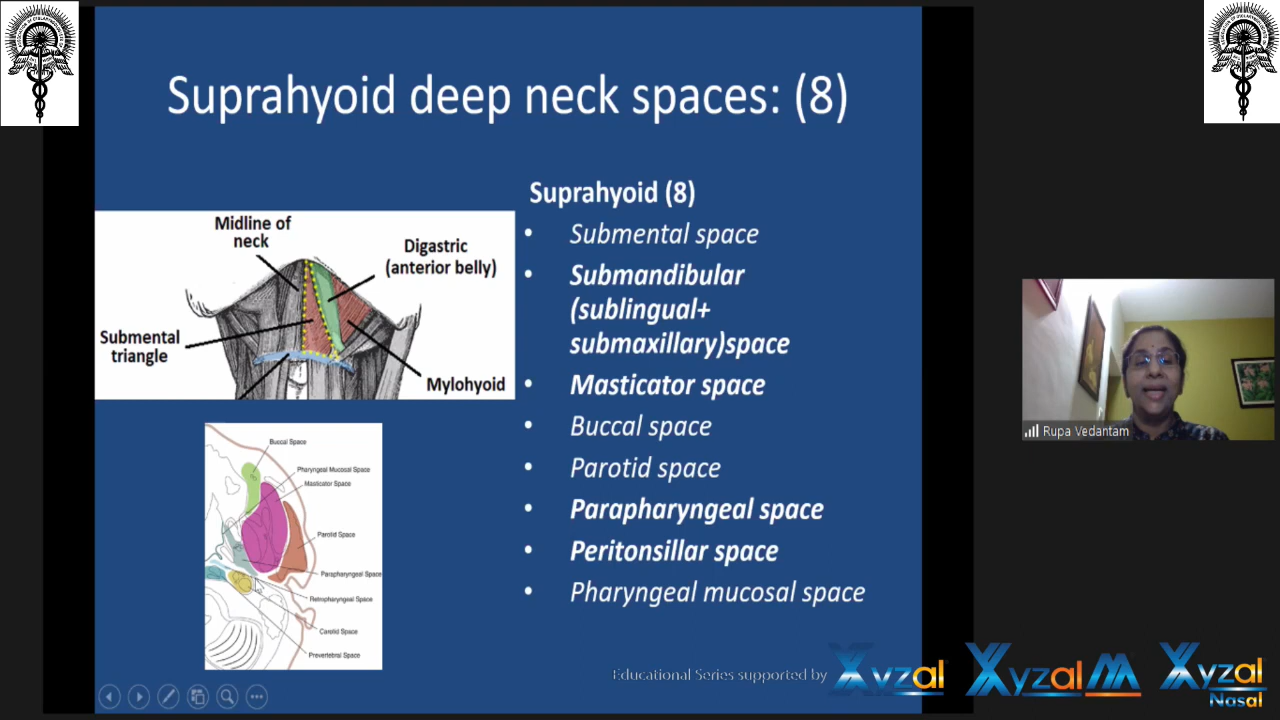 Suprahyoid deep neck spaces: (8)
Midline of
neck
Digastric
(anterior belly)
Submental
triangle
Mylohyoid
Buccal Space
Pharyngeal Mucosal Space
Masticator Space
Parotid Space
Parapharyngeal Space
Retropharyngeal Space
Carotid Space
Prevertebral Space
Suprahyoid (8)
• Submental space
• Submandibular
(sublingual+
submaxillary)space
• Masticator space
• Buccal space
• Parotid space
• Parapharyngeal space
• Peritonsillar space
• Pharyngeal mucosal space
Rupa Vedantam
Educational Series supported by
Xyzal
Xyzal M
Xyzal
Nasal